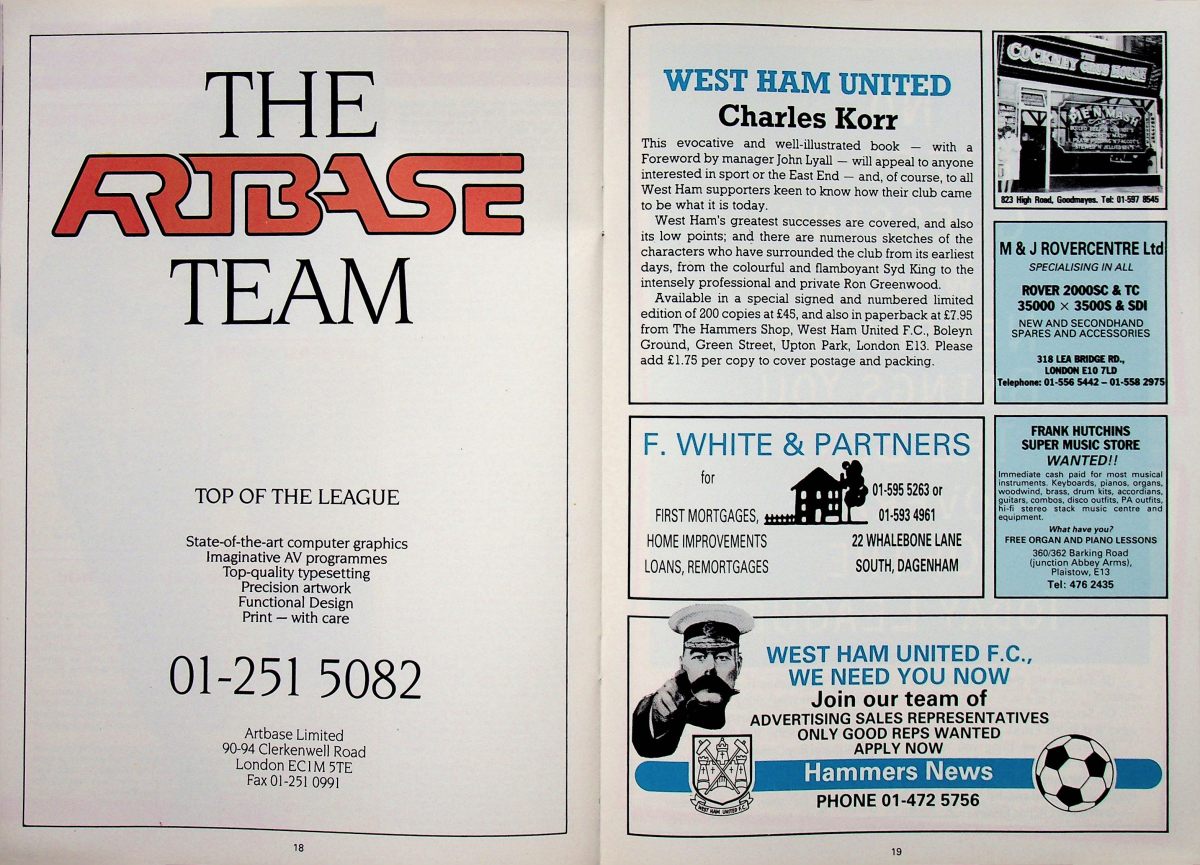 THE
ARTBASE
TEAM
TOP OF THE LEAGUE
State-of-the-art computer graphics
Imaginative AV programmes
Top-quality typesetting
Precision artwork
Functional Design
Print — with care
01-251 5082
Artbase Limited
90-94 Clerkenwell Road
London EC1M 5TE
Fax 01-251 0991
18
WEST HAM UNITED
Charles Korr
This evocative and well-illustrated book — with a
Foreword by manager John Lyall — will appeal to anyone
interested in sport or the East End — and, of course, to all
West Ham supporters keen to know how their club came
to be what it is today.
West Ham's greatest successes are covered, and also
its low points; and there are numerous sketches of the
characters who have surrounded the club from its earliest
days, from the colourful and flamboyant Syd King to the
intensely professional and private Ron Greenwood.
Available in a special signed and numbered limited
edition of 200 copies at £45, and also in paperback at £7.95
from The Hammers Shop, West Ham United F.C., Boleyn
Ground, Green Street, Upton Park, London E13. Please
add £1.75 per copy to cover postage and packing.
THE
COCKNEY GRUB HOUSE
PIE'N'MASH
823 High Road, Goodmayes. Tel: 01-597 8545
M & J ROVERCENTRE Ltd
SPECIALISING IN ALL
ROVER 2000SC & TC
35000 × 3500S & SDI
NEW AND SECONDHAND
SPARES AND ACCESSORIES
318 LEA BRIDGE RD.,
LONDON E10 7LD
Telephone: 01-556 5442 – 01-558 2975
F. WHITE & PARTNERS
for
FIRST MORTGAGES,
HOME IMPROVEMENTS
LOANS, REMORTGAGES
01-595 5263 or
01-593 4961
22 WHALEBONE LANE
SOUTH, DAGENHAM
FRANK HUTCHINS
SUPER MUSIC STORE
WANTED!!
Immediate cash paid for most musical
instruments. Keyboards, pianos, organs,
woodwind, brass, drum kits, accordians,
guitars, combos, disco outfits, PA outfits,
hi-fi stereo stack music centre and
equipment.
What have you?
FREE ORGAN AND PIANO LESSONS
360/362 Barking Road
(junction Abbey Arms),
Plaistow, E13
Tel: 476 2435
WEST HAM UNITED F.C.,
WE NEED YOU NOW
Join our team of
ADVERTISING SALES REPRESENTATIVES
ONLY GOOD REPS WANTED
APPLY NOW
Hammers News
PHONE 01-472 5756
WEST HAM UNITED F.C.
19